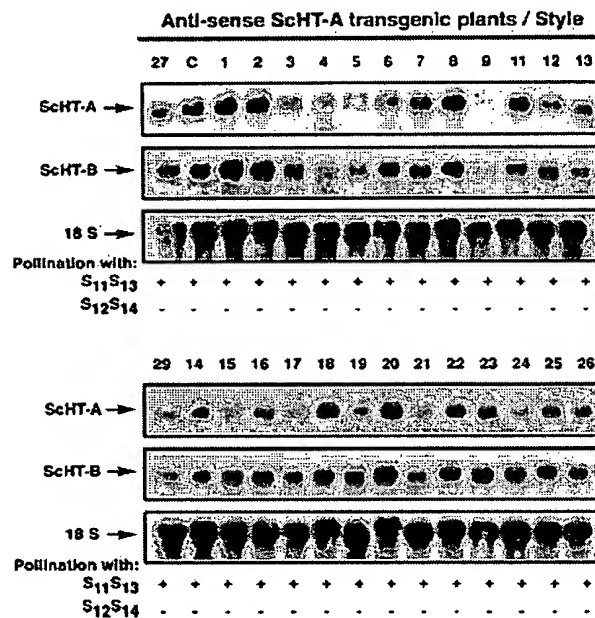 Anti-sense ScHT-A transgenic plants / Style
27 C 1 2 3 4 5 6 7 8 9 11 12 13
ScHT-A
ScHT-B
18 S
Pollination with:
S11S13 + + + + + + + + + + + + + +
S12S14 - - - - - - - - - - - - - -
29 14 15 16 17 18 19 20 21 22 23 24 25 26
ScHT-A
ScHT-B
18 S
Pollination with:
S11S13 + + + + + + + + + + + + + +
S12S14 - - - - - - - - - - - - - -